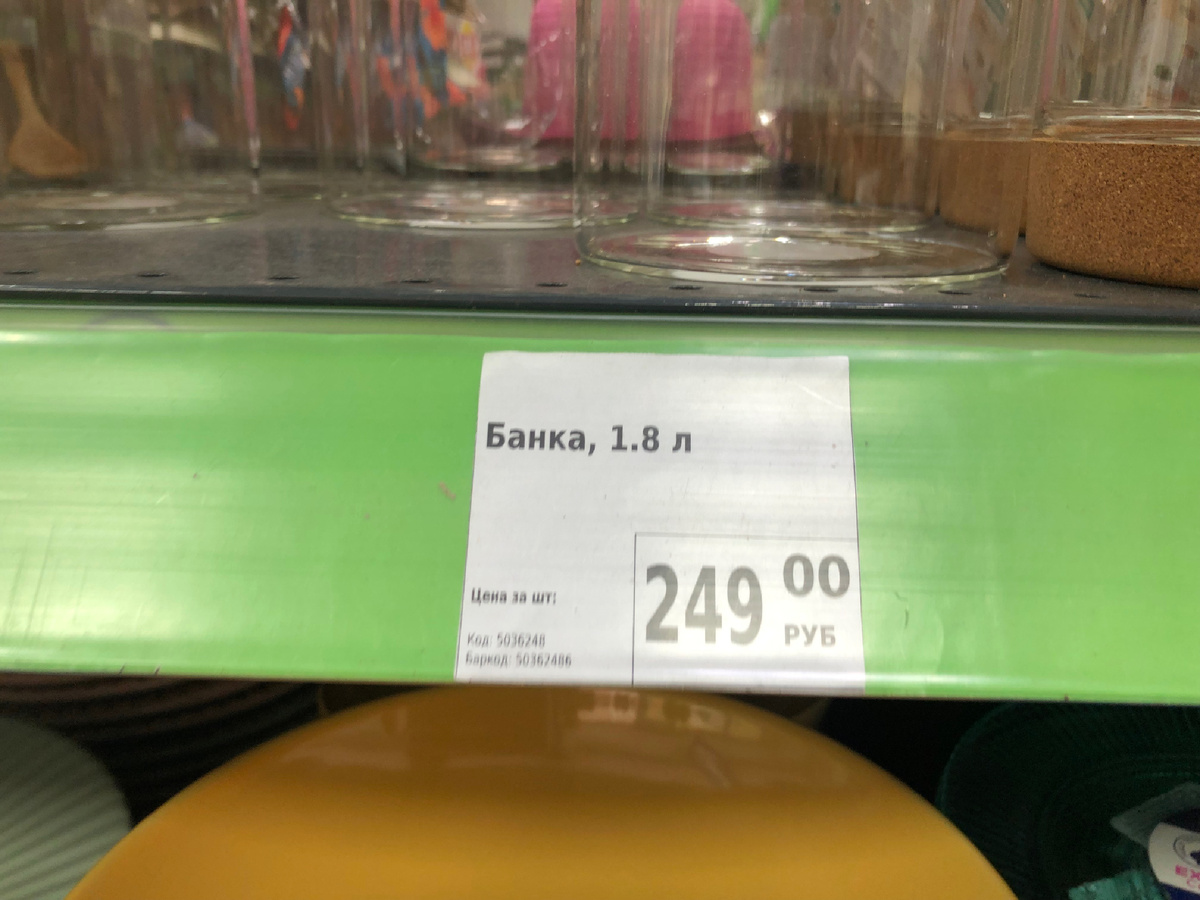 Банка, 1.8 л
249 00
РУБ
Цена за шт:
Код: 5036248
Баркод: 50362486